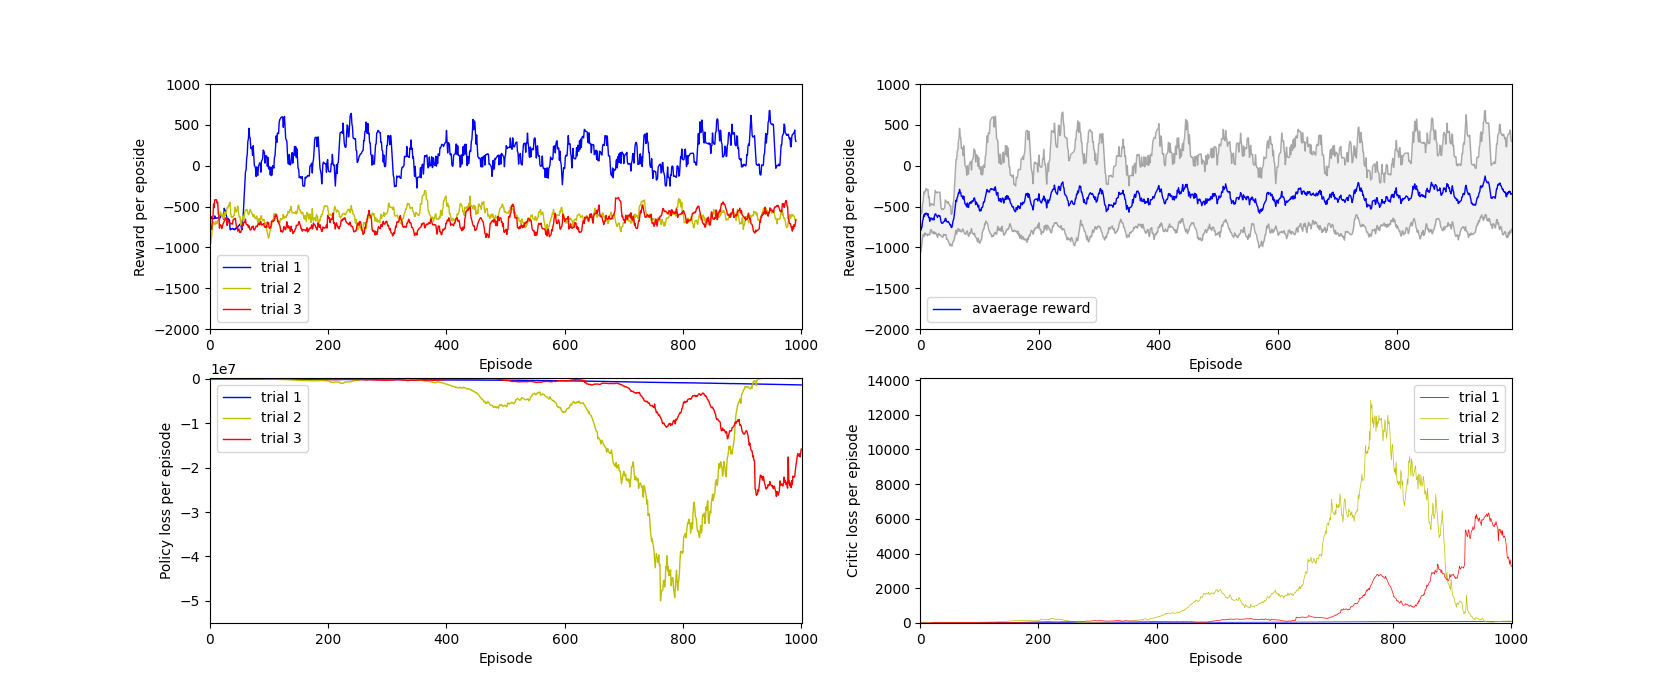 1000
500
0
−500
−1000
−1500
−2000
Reward per eposide
trial 1
trial 2
trial 3
0
200
400
600
800
1000
Episode
1000
500
0
−500
−1000
−1500
−2000
Reward per eposide
avaerage reward
0
200
400
600
800
Episode
1e7
0
−1
−2
−3
−4
−5
Policy loss per episode
trial 1
trial 2
trial 3
0
200
400
600
800
1000
Episode
14000
12000
10000
8000
6000
4000
2000
0
Critic loss per episode
trial 1
trial 2
trial 3
0
200
400
600
800
1000
Episode